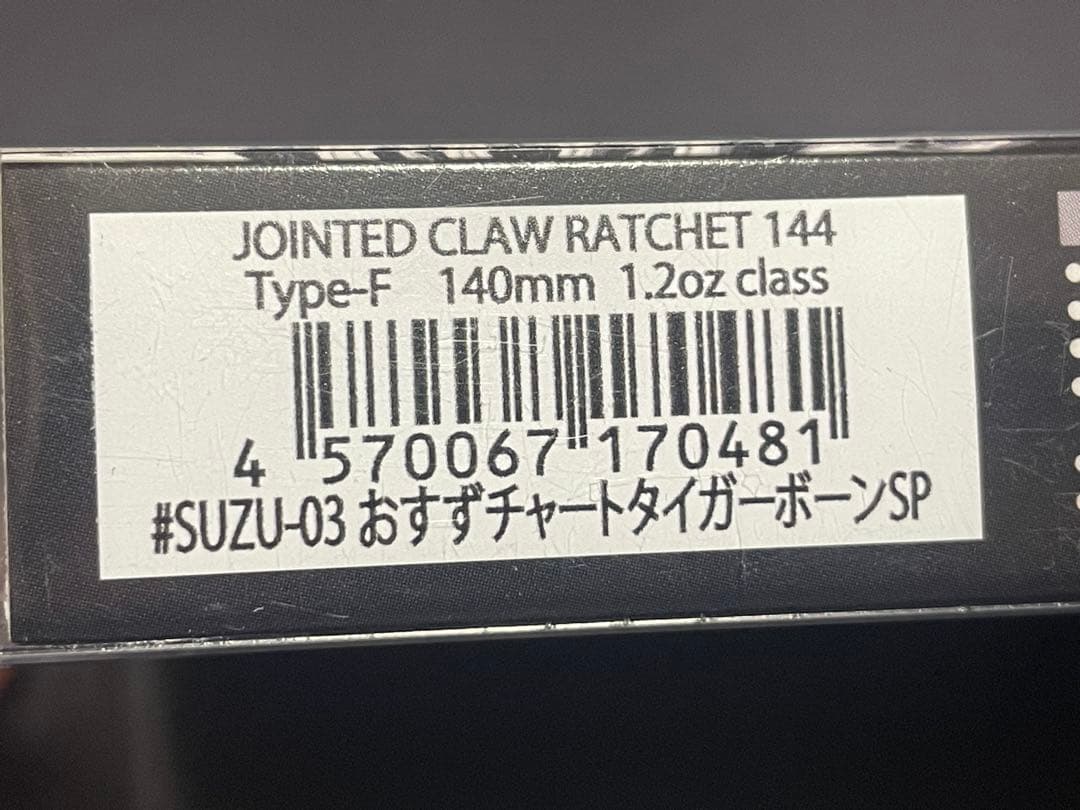 JOINTED CLAW RATCHET 144
Type-F 140mm 1.2oz class
4 570067 170481
#SUZU-03 おすずチャートタイガーボーンSP